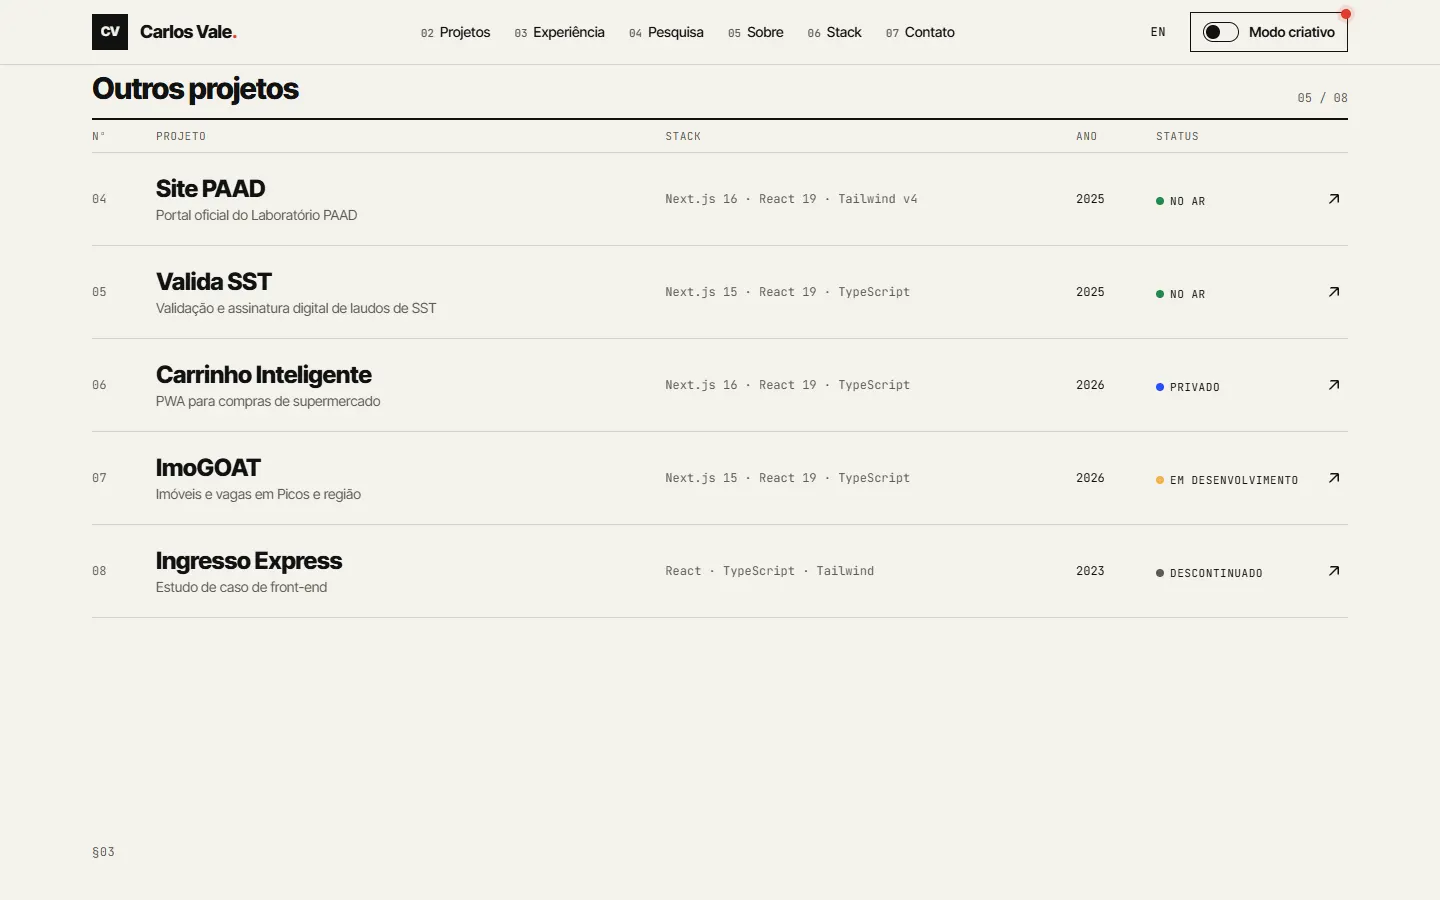 CV Carlos Vale. 02 Projetos 03 Experiência 04 Pesquisa 05 Sobre 06 Stack 07 Contato EN Modo criativo
Outros projetos 05 / 08
Nº PROJETO STACK ANO STATUS
04 Site PAAD Next.js 16 · React 19 · Tailwind v4 2025 NO AR
Portal oficial do Laboratório PAAD
05 Valida SST Next.js 15 · React 19 · TypeScript 2025 NO AR
Validação e assinatura digital de laudos de SST
06 Carrinho Inteligente Next.js 16 · React 19 · TypeScript 2026 PRIVADO
PWA para compras de supermercado
07 ImoGOAT Next.js 15 · React 19 · TypeScript 2026 EM DESENVOLVIMENTO
Imóveis e vagas em Picos e região
08 Ingresso Express React · TypeScript · Tailwind 2023 DESCONTINUADO
Estudo de caso de front-end
§03